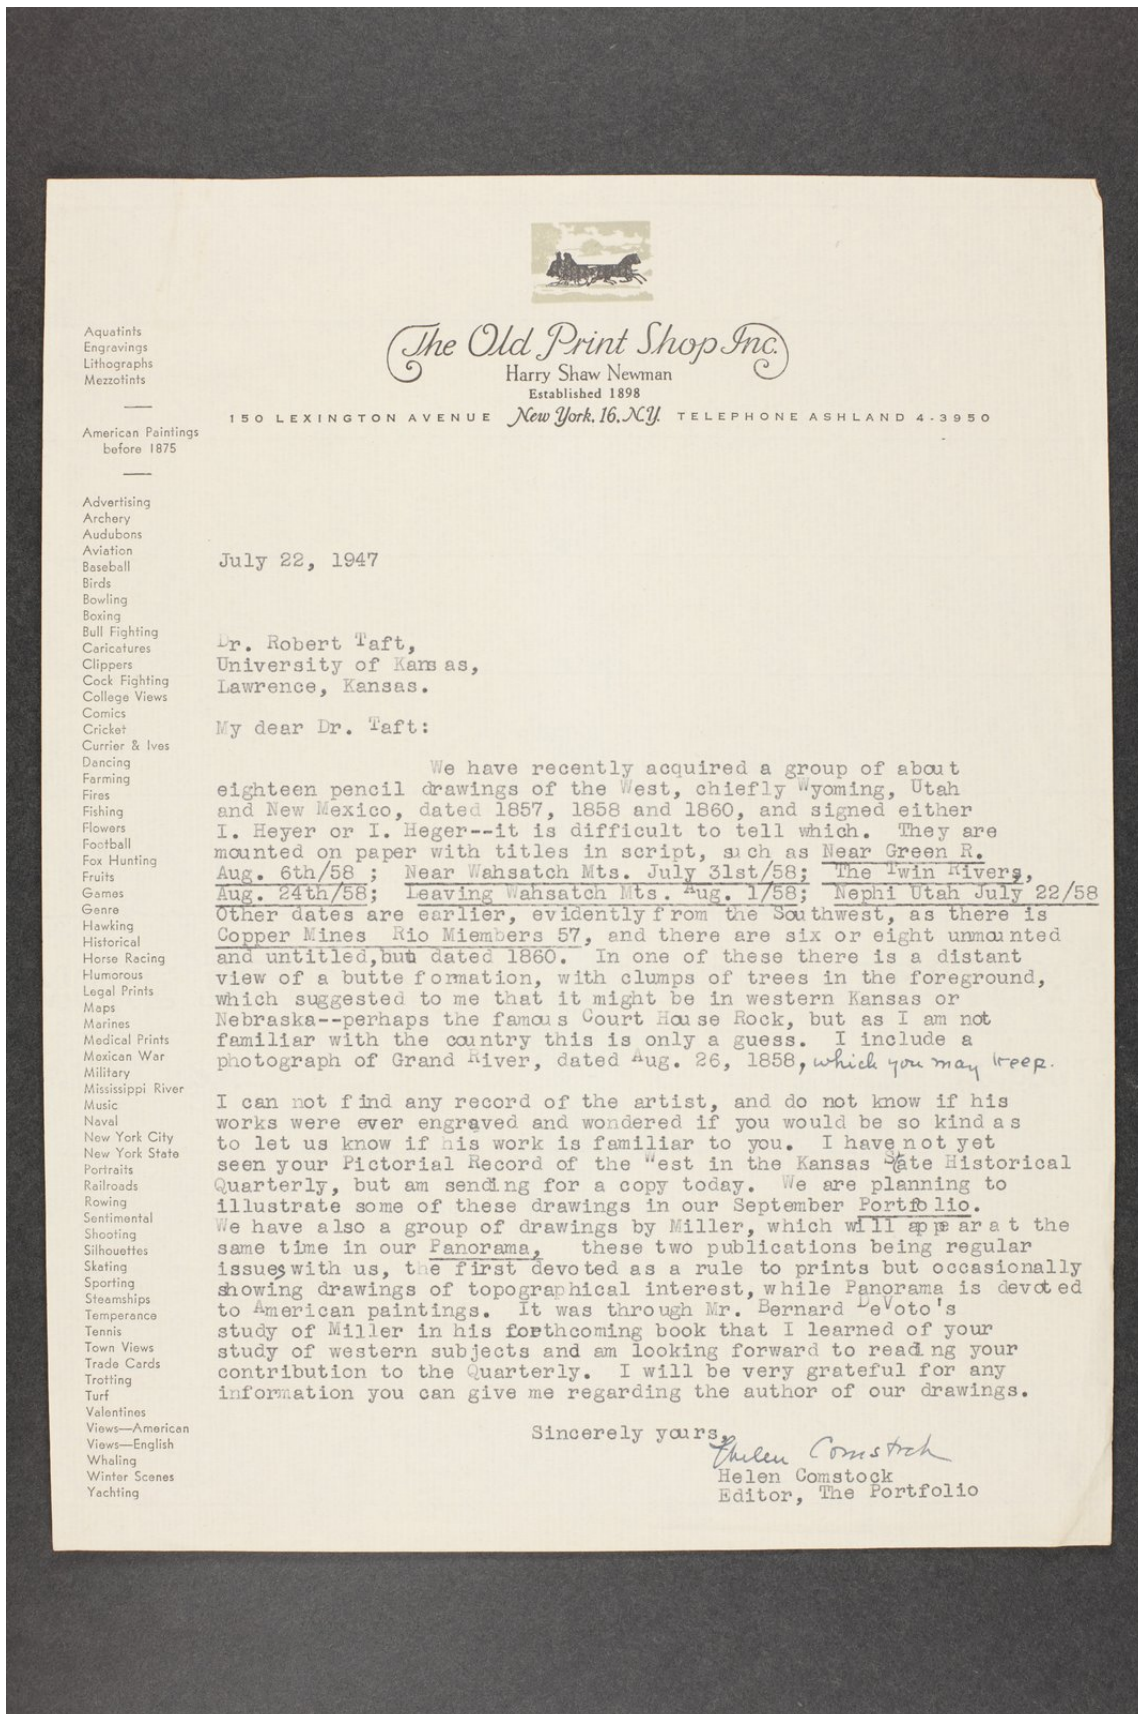 The Old Print Shop Inc.
Harry Shaw Newman
Established 1898
150 LEXINGTON AVENUE New York, 16, N.Y. TELEPHONE ASHLAND 4-3950
Aquatints
Engravings
Lithographs
Mezzotints
American Paintings
before 1875
Advertising
Archery
Audubons
Aviation
Baseball
Birds
Bowling
Boxing
Bull Fighting
Caricatures
Clippers
Cock Fighting
College Views
Comics
Cricket
Currier & Ives
Dancing
Farming
Fires
Fishing
Flowers
Football
Fox Hunting
Fruits
Games
Genre
Hawking
Historical
Horse Racing
Humorous
Legal Prints
Maps
Marines
Medical Prints
Mexican War
Military
Mississippi River
Music
Naval
New York City
New York State
Portraits
Railroads
Rowing
Sentimental
Shooting
Silhouettes
Skating
Sporting
Steamships
Temperance
Tennis
Town Views
Trade Cards
Trotting
Turf
Valentines
Views—American
Views—English
Whaling
Winter Scenes
Yachting
July 22, 1947
Dr. Robert Taft,
University of Kansas,
Lawrence, Kansas.
My dear Dr. Taft:
We have recently acquired a group of about
eighteen pencil drawings of the West, chiefly Wyoming, Utah
and New Mexico, dated 1857, 1858 and 1860, and signed either
I. Heyer or I. Heger--it is difficult to tell which. They are
mounted on paper with titles in script, such as Near Green R.
Aug. 6th/58 ; Near Wahsatch Mts. July 31st/58; The Twin Rivers,
Aug. 24th/58; Leaving Wahsatch Mts. Aug. 1/58; Nephi Utah July 22/58
Other dates are earlier, evidently from the Southwest, as there is
Copper Mines Rio Miembers 57, and there are six or eight unmounted
and untitled,but dated 1860. In one of these there is a distant
view of a butte formation, with clumps of trees in the foreground,
which suggested to me that it might be in western Kansas or
Nebraska--perhaps the famous Court House Rock, but as I am not
familiar with the country this is only a guess. I include a
photograph of Grand River, dated Aug. 26, 1858, which you may keep.
I can not find any record of the artist, and do not know if his
works were ever engraved and wondered if you would be so kind as
to let us know if his work is familiar to you. I have not yet
seen your Pictorial Record of the West in the Kansas State Historical
Quarterly, but am sending for a copy today. We are planning to
illustrate some of these drawings in our September Portfolio.
We have also a group of drawings by Miller, which will appear at the
same time in our Panorama, these two publications being regular
issues with us, the first devoted as a rule to prints but occasionally
showing drawings of topographical interest, while Panorama is devoted
to American paintings. It was through Mr. Bernard DeVoto's
study of Miller in his forthcoming book that I learned of your
study of western subjects and am looking forward to reading your
contribution to the Quarterly. I will be very grateful for any
information you can give me regarding the author of our drawings.
Sincerely yours,
Helen Comstock
Helen Comstock
Editor, The Portfolio